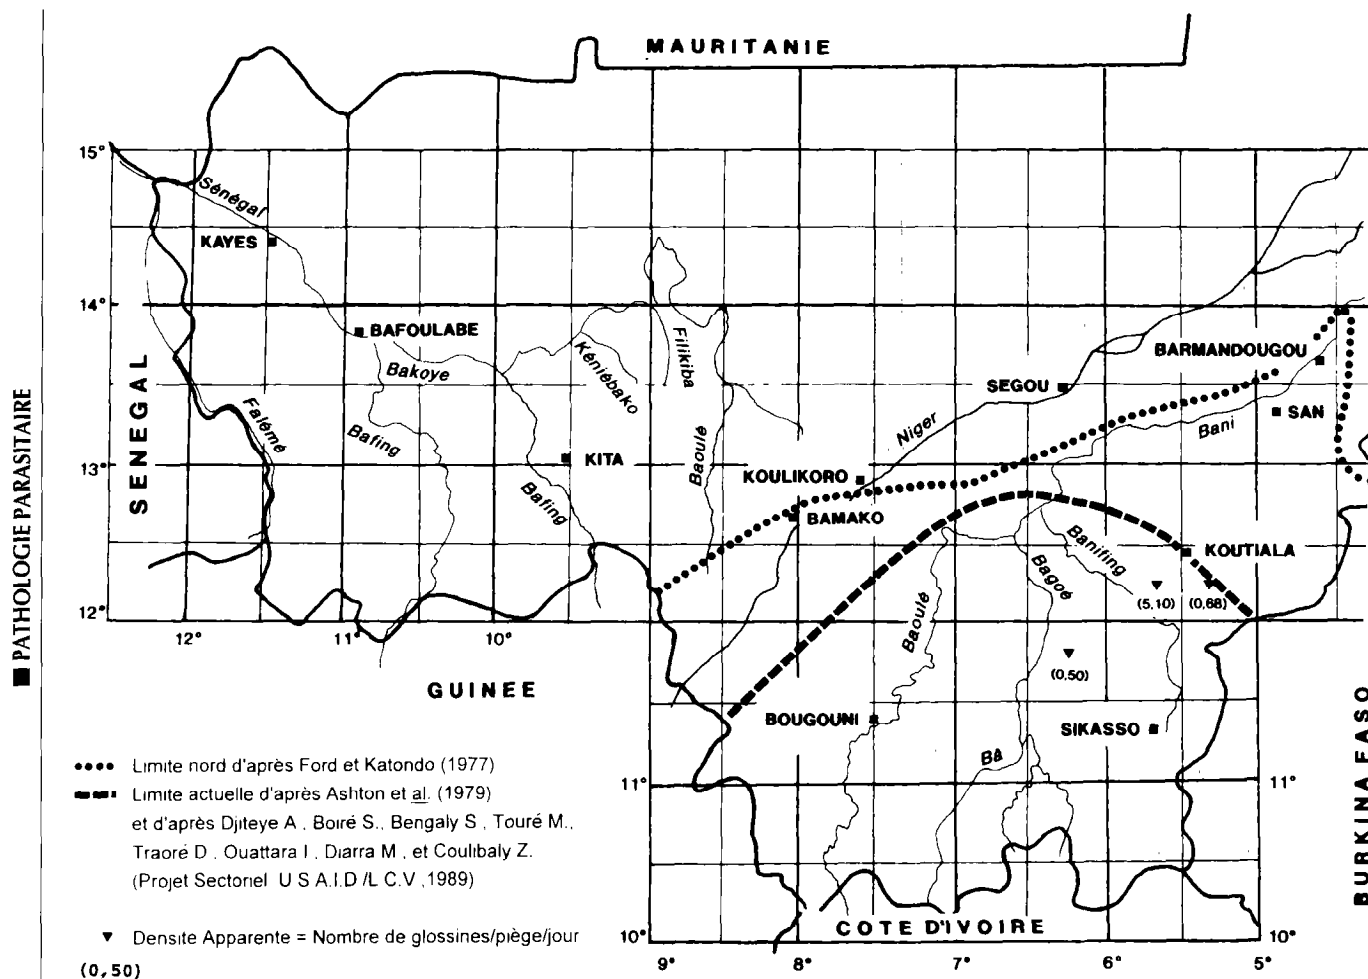 ■ PATHOLOGIE PARASITAIRE
MAURITANIE
15°
Sénégal
KAYES
14°
BAFOULABE
Bakoye
Kéniébako
Filikiba
BARMANDOUGOU
SEGOU
SAN
SENEGAL
Falémé
Bafing
Niger
Bani
13°
KITA
Baoulé
KOULIKORO
Bafing
BAMAKO
Banifing
KOUTIALA
Bagoé
Baoulé
(5,10)
(0,68)
12°
12°
12°
11°
10°
(0,50)
GUINEE
BOUGOUNI
SIKASSO
Bâ
BURKINA FASO
11°
11°
Limite nord d'après Ford et Katondo (1977)
Limite actuelle d'après Ashton et al. (1979)
et d'après Djiteye A , Boiré S., Bengaly S , Touré M.,
Traoré D , Ouattara I , Diarra M , et Coulibaly Z.
(Projet Sectoriel U S A.I.D /L C.V ,1989)
COTE D'IVOIRE
▼ Densite Apparente = Nombre de glossines/piège/jour
(0,50)
10°
10°
9°
8°
7°
6°
5°